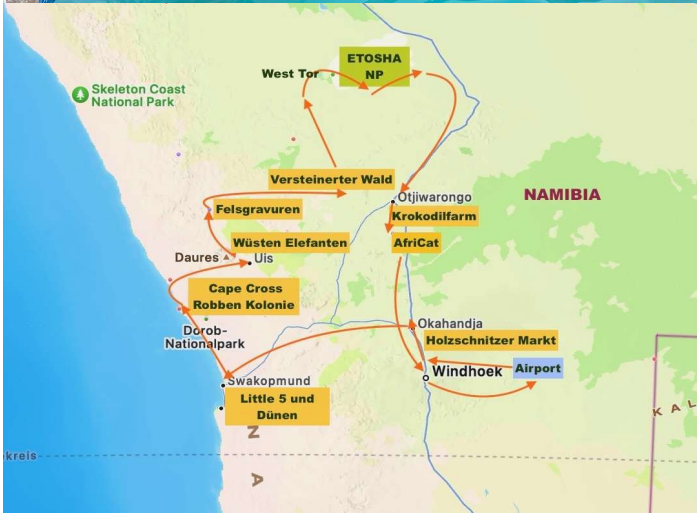 ETOSHA
NP
West Tor
Skeleton Coast
National Park
Versteinerter Wald
Otjiwarongo
NAMIBIA
Felsgravuren
Krokodilfarm
Wüsten Elefanten
AfriCat
Daures
Uis
Cape Cross
Robben Kolonie
Okahandja
Dorob-
Nationalpark
Holzschnitzer Markt
Airport
Windhoek
Swakopmund
Little 5 und
Dünen
K A L
N
A
kreis